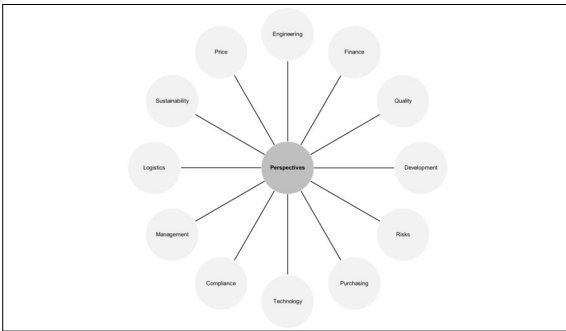 Engineering
Price
Finance
Sustainability
Quality
Logistics
Perspectives
Development
Management
Risks
Compliance
Purchasing
Technology